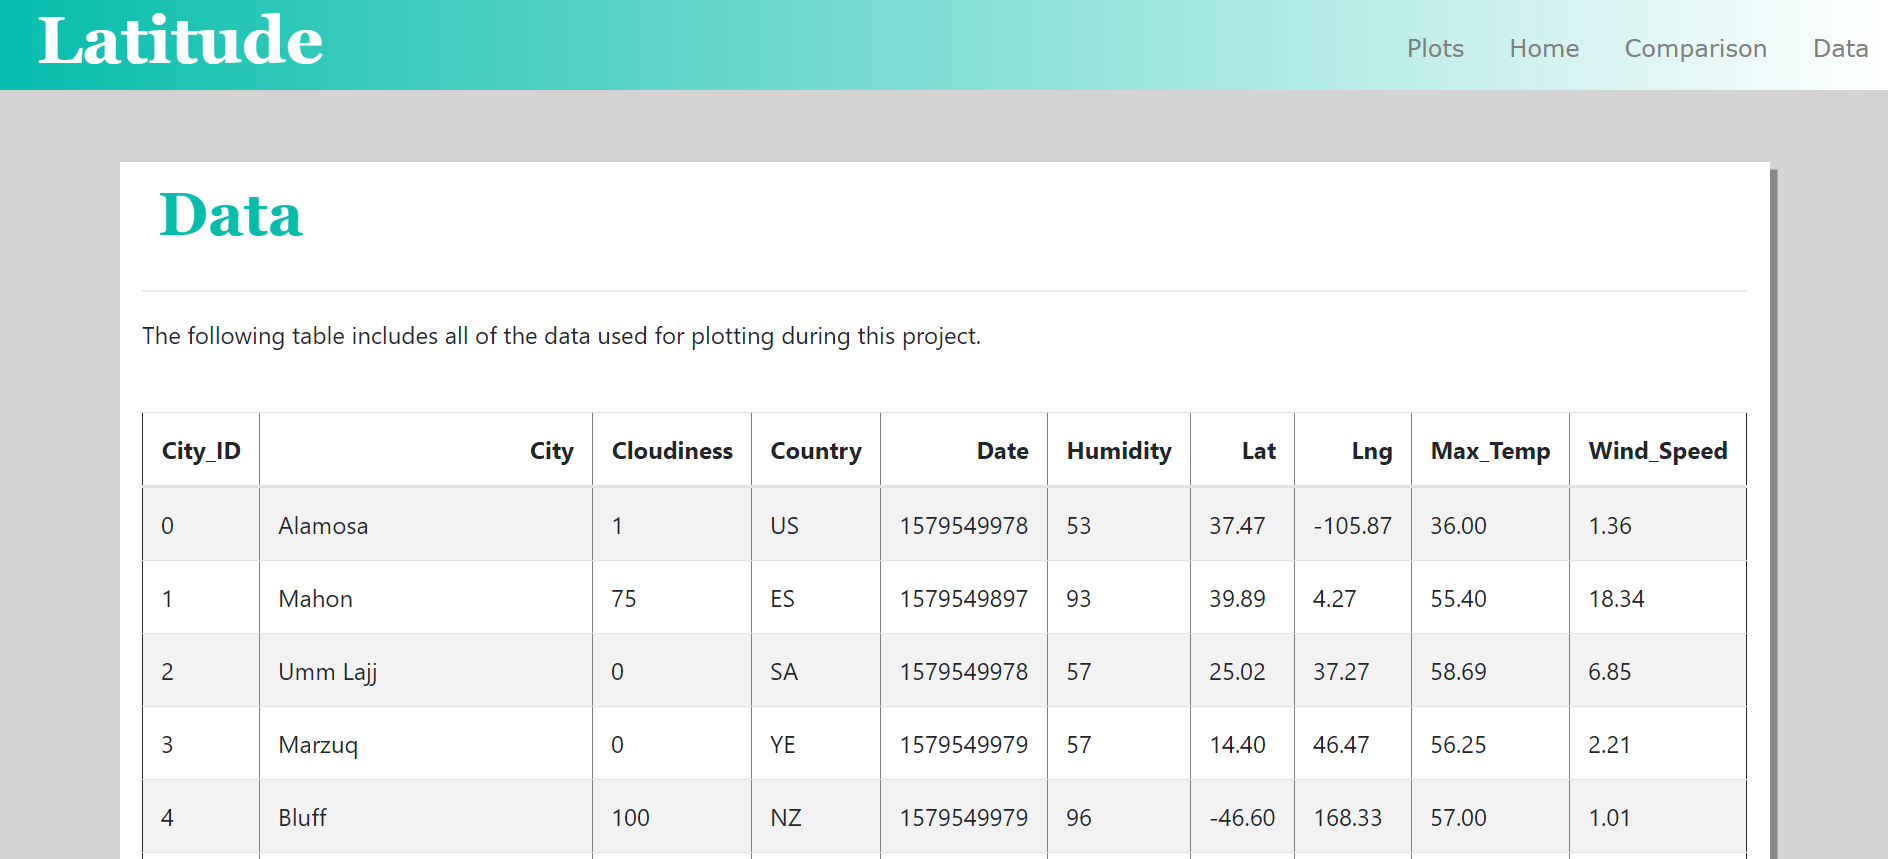 Latitude
Plots Home Comparison Data
Data
The following table includes all of the data used for plotting during this project.
City_ID City Cloudiness Country Date Humidity Lat Lng Max_Temp Wind_Speed
0 Alamosa 1 US 1579549978 53 37.47 -105.87 36.00 1.36
1 Mahon 75 ES 1579549897 93 39.89 4.27 55.40 18.34
2 Umm Lajj 0 SA 1579549978 57 25.02 37.27 58.69 6.85
3 Marzuq 0 YE 1579549979 57 14.40 46.47 56.25 2.21
4 Bluff 100 NZ 1579549979 96 -46.60 168.33 57.00 1.01